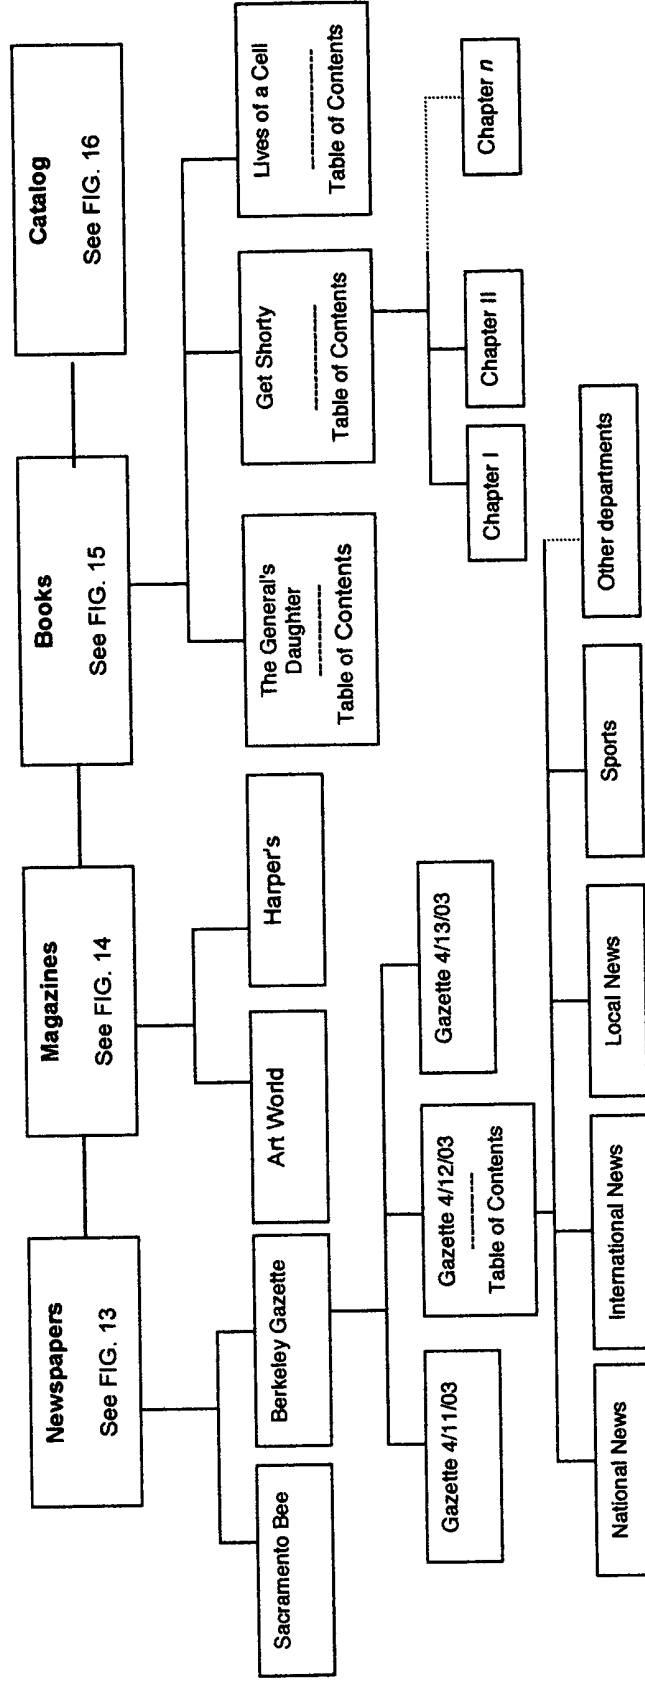 Newspapers
See FIG. 13
Magazines
See FIG. 14
Books
See FIG. 15
Catalog
See FIG. 16
Sacramento Bee
Berkeley Gazette
Art World
Harper's
The General's
Daughter
------------
Table of Contents
Get Shorty
---------------
Table of Contents
Lives of a Cell
----------------
Table of Contents
Gazette 4/11/03
Gazette 4/12/03
----------
Table of Contents
Gazette 4/13/03
Chapter I
Chapter II
Chapter n
National News
International News
Local News
Sports
Other departments